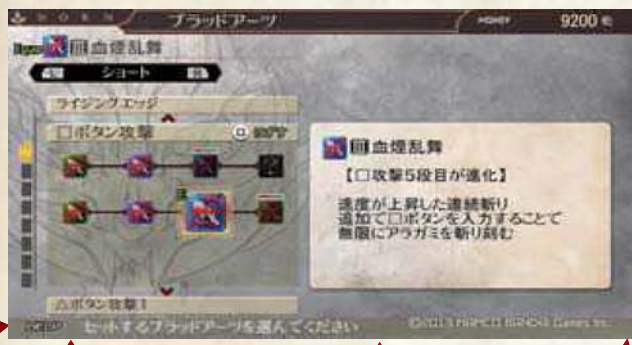 ブラッドアーツ
MONEY 9200
III 血煙乱舞
ショート
ライジングエッジ
□ボタン攻撃
III 血煙乱舞
【□攻撃5段目が進化】
速度が上昇した連続斬り
追加で□ボタンを入力することで
無限にアラガミを斬り刻む
△ボタン攻撃1
セットするブラッドアーツを選んでください
©2013 NAMCO BANDAI Games Inc.